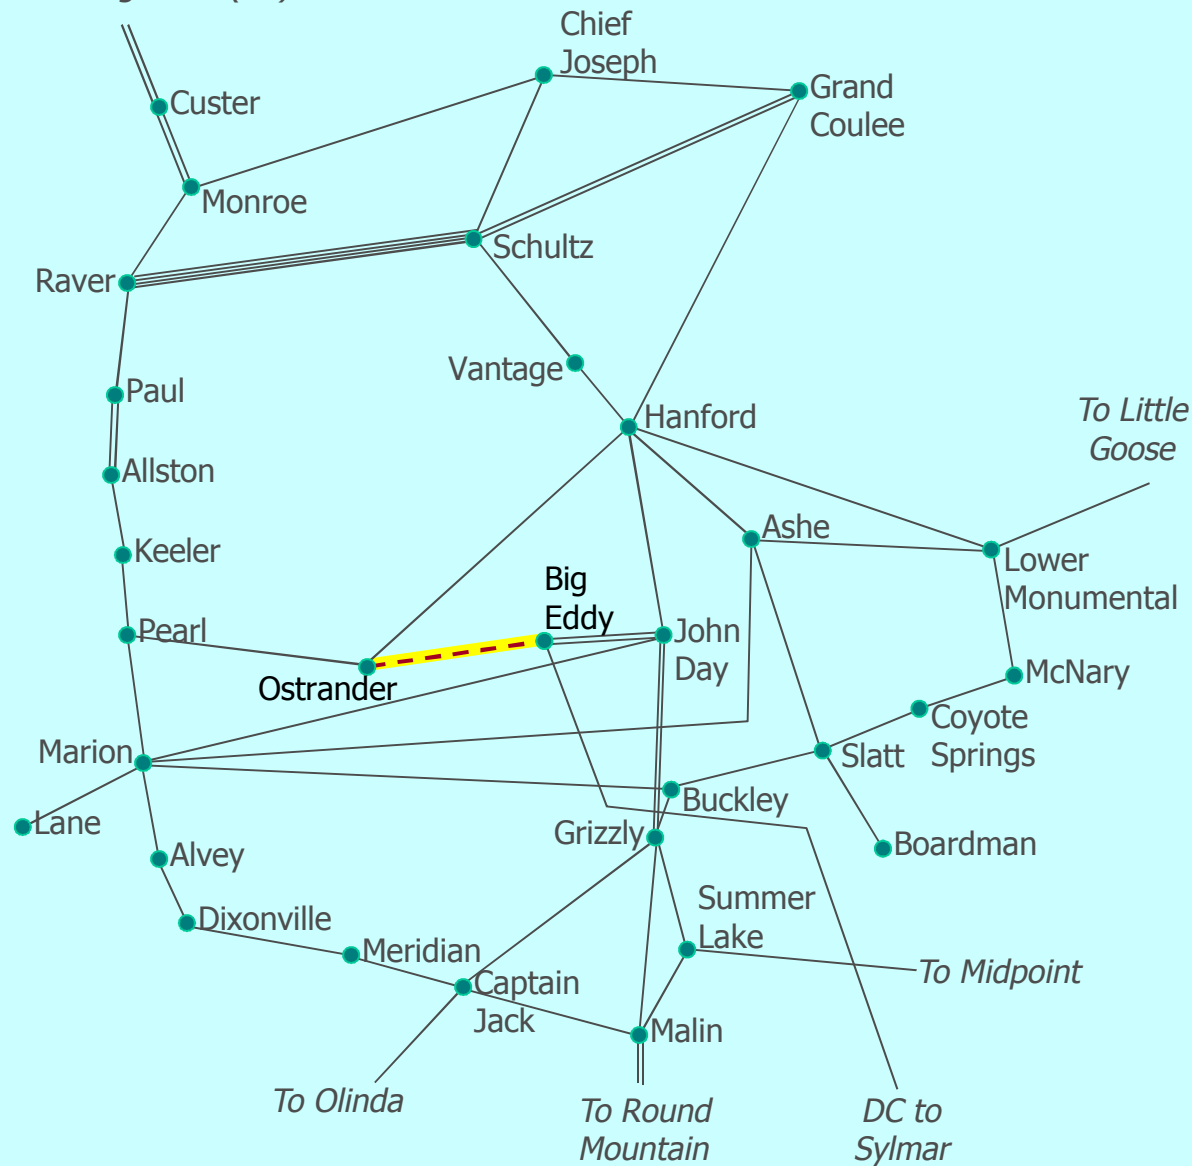 Chief
Joseph
Custer
Grand
Coulee
Monroe
Schultz
Raver
Vantage
Paul
Hanford
To Little
Goose
Allston
Ashe
Keeler
Lower
Monumental
Big
Eddy
Pearl
John
Day
Ostrander
McNary
Coyote
Springs
Marion
Slatt
Buckley
Lane
Grizzly
Boardman
Alvey
Summer
Lake
Dixonville
Meridian
To Midpoint
Captain
Jack
Malin
To Olinda
To Round
Mountain
DC to
Sylmar